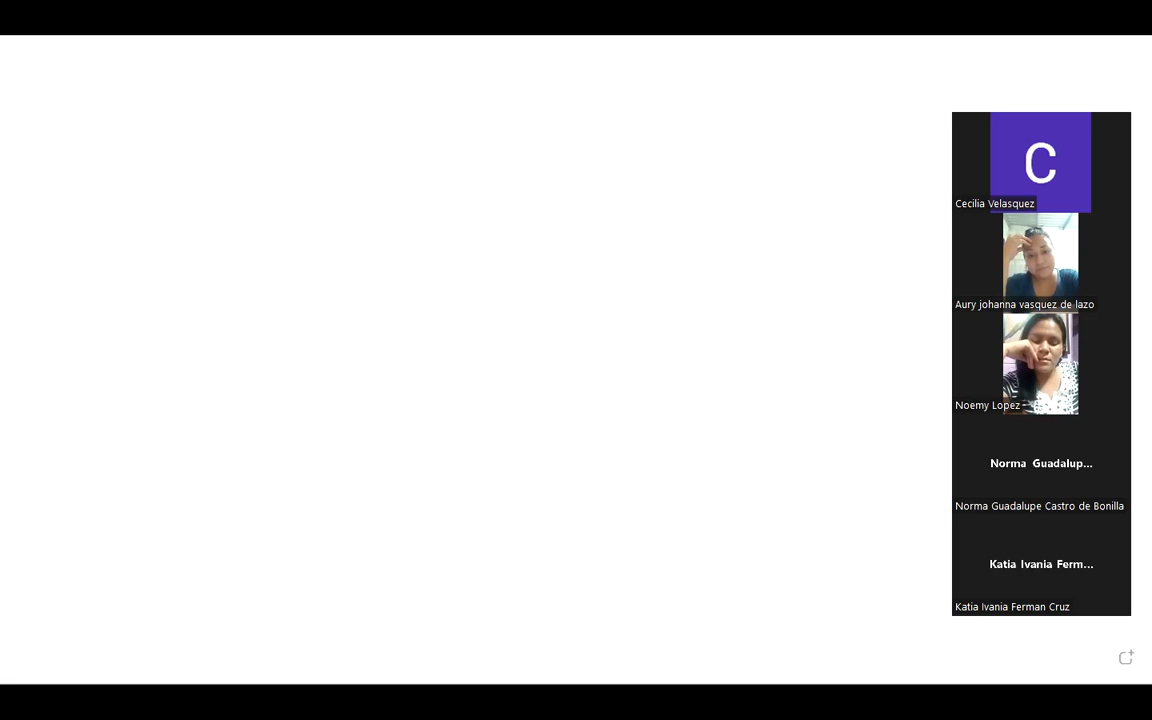 C
Cecilia Velasquez
Aury johanna vasquez de lazo
Noemy Lopez
Norma Guadalup...
Norma Guadalupe Castro de Bonilla
Katia Ivania Ferm...
Katia Ivania Ferman Cruz